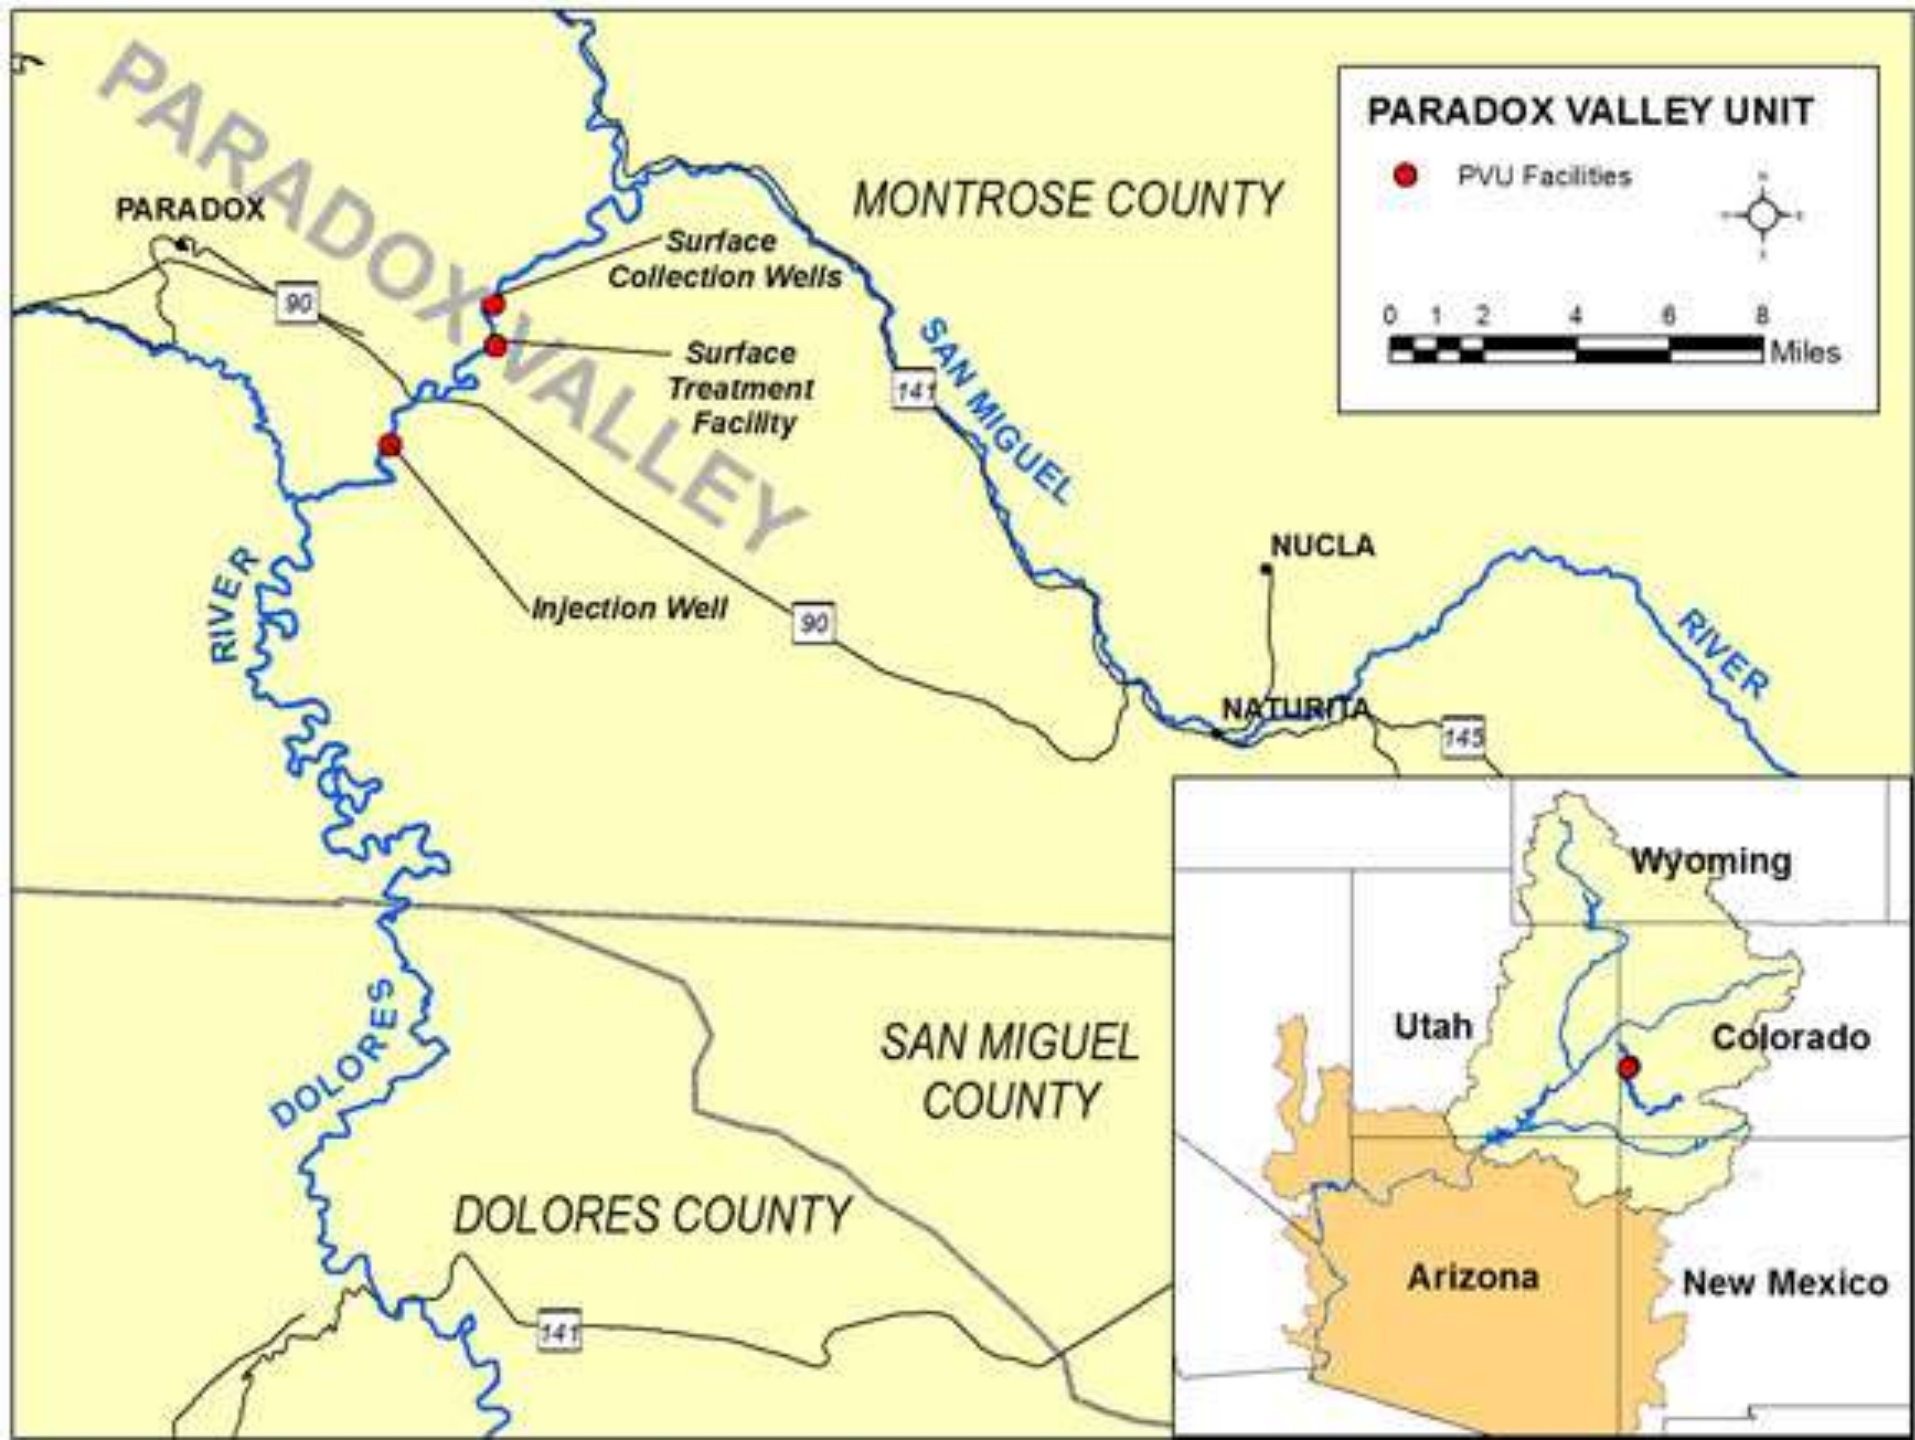 PARADOX VALLEY
PARADOX
90
Surface
Collection Wells
Surface
Treatment
Facility
Injection Well
90
MONTROSE COUNTY
SAN MIGUEL
141
RIVER
NUCLA
NATURITA
145
RIVER
DOLORES
SAN MIGUEL
COUNTY
DOLORES COUNTY
141
PARADOX VALLEY UNIT
PVU Facilities
0 1 2 4 6 8
Miles
Wyoming
Utah
Colorado
Arizona
New Mexico